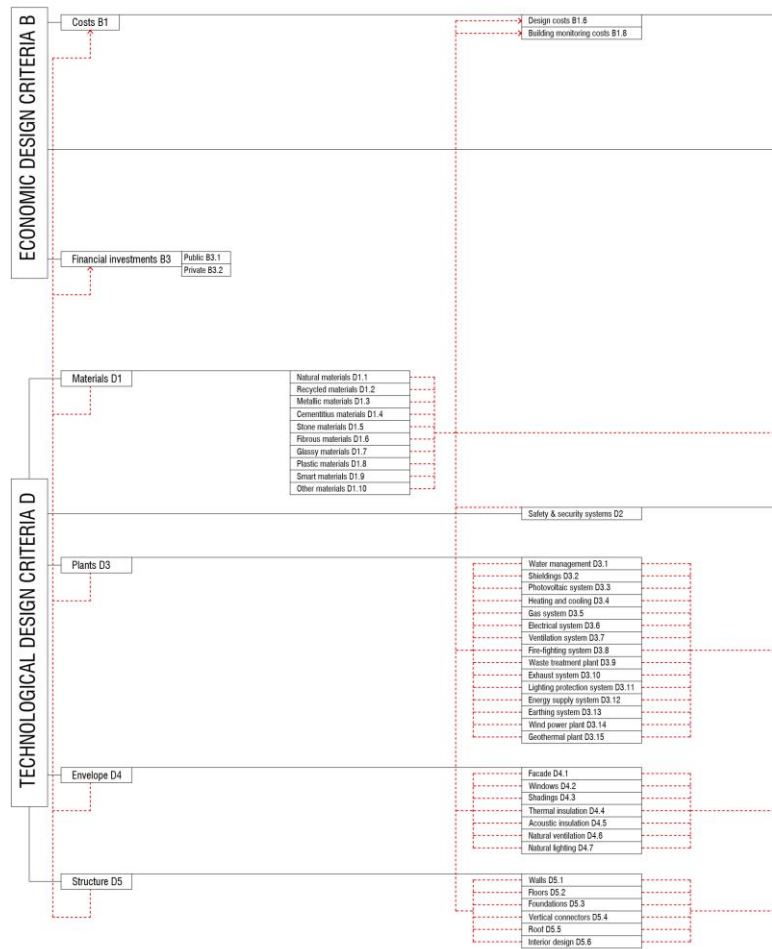 ECONOMIC DESIGN CRITERIA B
Costs B1
Design costs B1.6
Building monitoring costs B1.8
Financial investments B3
Public B3.1
Private B3.2
TECHNOLOGICAL DESIGN CRITERIA D
Materials D1
Natural materials D1.1
Recycled materials D1.2
Metallic materials D1.3
Cementitius materials D1.4
Stone materials D1.5
Fibrous materials D1.6
Glassy materials D1.7
Plastic materials D1.8
Smart materials D1.9
Other materials D1.10
Safety & security systems D2
Plants D3
Water management D3.1
Shieldings D3.2
Photovoltaic system D3.3
Heating and cooling D3.4
Gas system D3.5
Electrical system D3.6
Ventilation system D3.7
Fire-fighting system D3.8
Waste treatment plant D3.9
Exhaust system D3.10
Lighting protection system D3.11
Energy supply system D3.12
Earthing system D3.13
Wind power plant D3.14
Geothermal plant D3.15
Envelope D4
Facade D4.1
Windows D4.2
Shadings D4.3
Thermal insulation D4.4
Acoustic insulation D4.5
Natural ventilation D4.6
Natural lighting D4.7
Structure D5
Walls D5.1
Floors D5.2
Foundations D5.3
Vertical connectors D5.4
Roof D5.5
Interior design D5.6